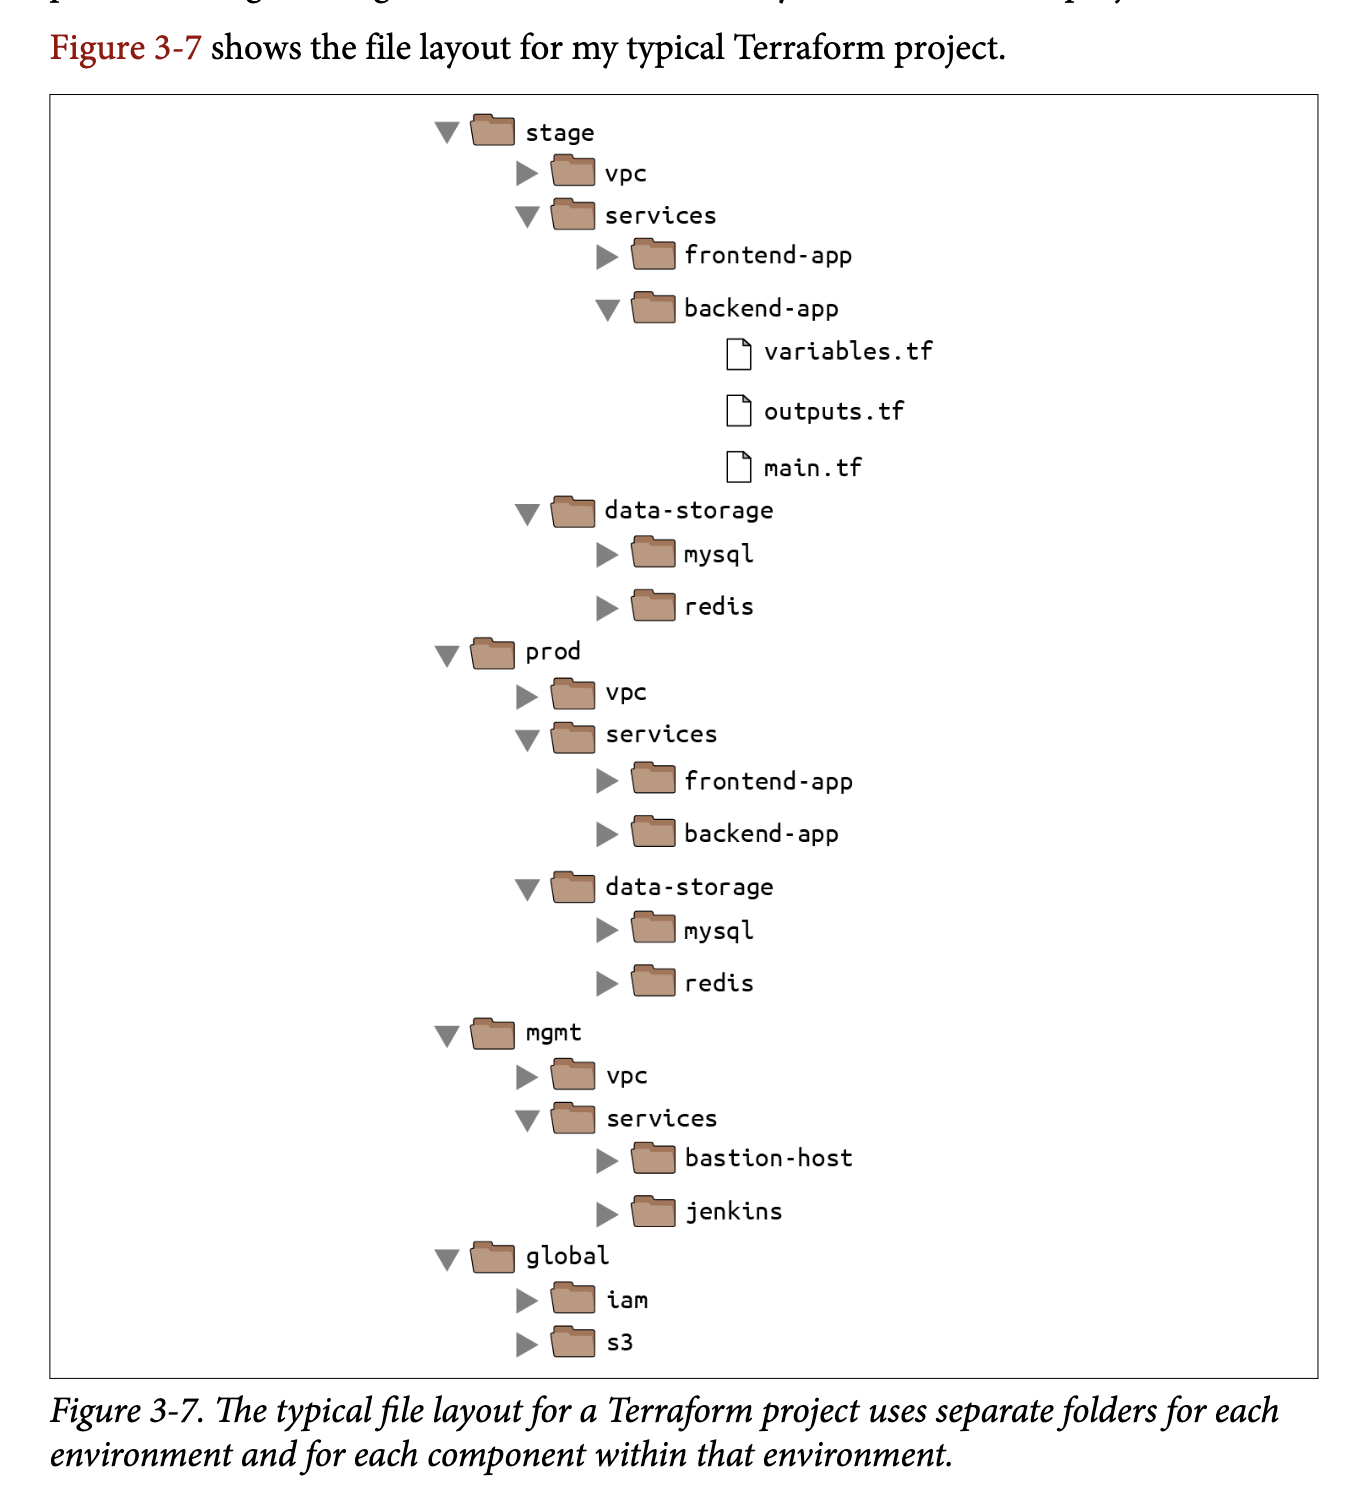 Figure 3-7 shows the file layout for my typical Terraform project.
stage
vpc
services
frontend-app
backend-app
variables.tf
outputs.tf
main.tf
data-storage
mysql
redis
prod
vpc
services
frontend-app
backend-app
data-storage
mysql
redis
mgmt
vpc
services
bastion-host
jenkins
global
iam
s3
Figure 3-7. The typical file layout for a Terraform project uses separate folders for each
environment and for each component within that environment.